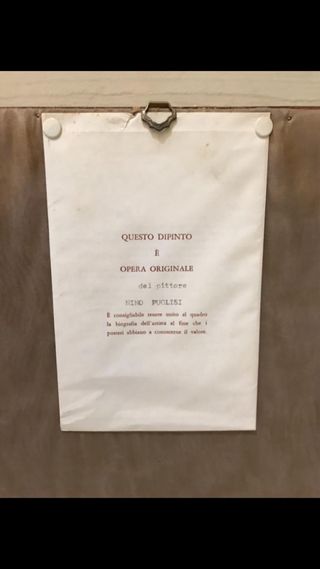 QUESTO DIPINTO
È
OPERA ORIGINALE
del pittore
NINO PUGLISI
È consigliabile tenere unito al quadro
la biografia dell'artista al fine che i
posteri abbiano a conoscerne il valore.